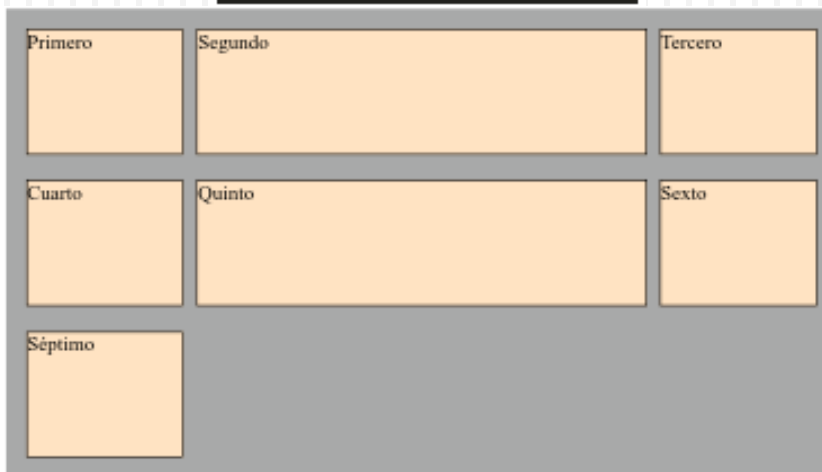 Primero
Segundo
Tercero
Cuarto
Quinto
Sexto
Séptimo